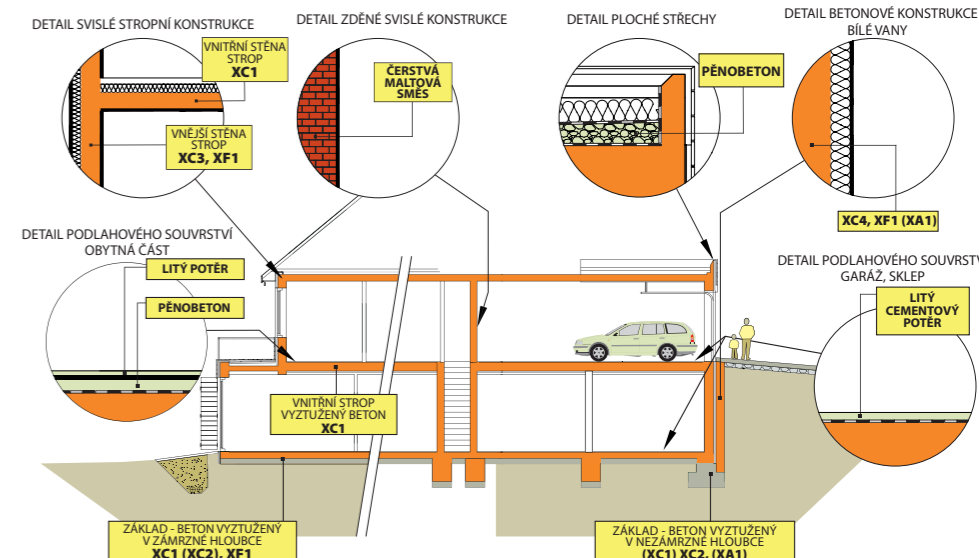 DETAIL SVISLÉ STROPNÍ KONSTRUKCE
VNITŘNÍ STĚNA
STROP
XC1
VNĚJŠÍ STĚNA
STROP
XC3, XF1
DETAIL ZDĚNÉ SVISLÉ KONSTRUKCE
ČERSTVÁ
MALTOVÁ
SMĚS
DETAIL PLOCHÉ STŘECHY
PĚNOBETON
DETAIL BETONOVÉ KONSTRUKCE
BÍLÉ VANY
XC4, XF1 (XA1)
DETAIL PODLAHOVÉHO SOUVRSTVÍ
OBYTNÁ ČÁST
LITÝ POTĚR
PĚNOBETON
DETAIL PODLAHOVÉHO SOUVRST
GARÁŽ, SKLEP
LITÝ
CEMENTOVÝ
POTĚR
VNITŘNÍ STROP
VYZTUŽENÝ BETON
XC1
ZÁKLAD - BETON VYZTUŽENÝ
V ZÁMRZNÉ HLOUBCE
XC1 (XC2), XF1
ZÁKLAD - BETON VYZTUŽENÝ
V NEZÁMRZNÉ HLOUBCE
(XC1) XC2, (XA1)